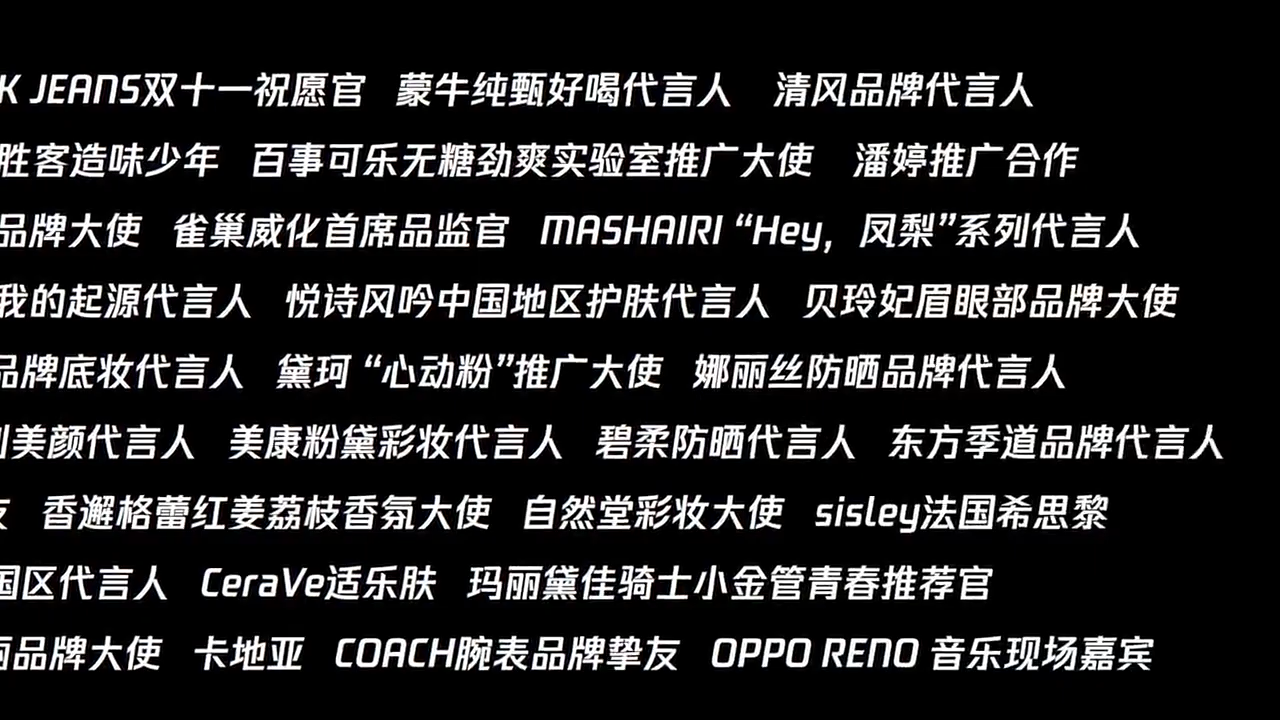 K JEANS双十一祝愿官 蒙牛纯甄好喝代言人 清风品牌代言人
胜客造味少年 百事可乐无糖劲爽实验室推广大使 潘婷推广合作
品牌大使 雀巢威化首席品监官 MASHAIRI “Hey，凤梨”系列代言人
我的起源代言人 悦诗风吟中国地区护肤代言人 贝玲妃眉眼部品牌大使
品牌底妆代言人 黛珂 “心动粉”推广大使 娜丽丝防晒品牌代言人
美颜代言人 美康粉黛彩妆代言人 碧柔防晒代言人 东方季道品牌代言人
友 香邂格蕾红姜荔枝香氛大使 自然堂彩妆大使 sisley法国希思黎
国区代言人 CeraVe适乐肤 玛丽黛佳骑士小金管青春推荐官
品牌大使 卡地亚 COACH腕表品牌挚友 OPPO RENO 音乐现场嘉宾